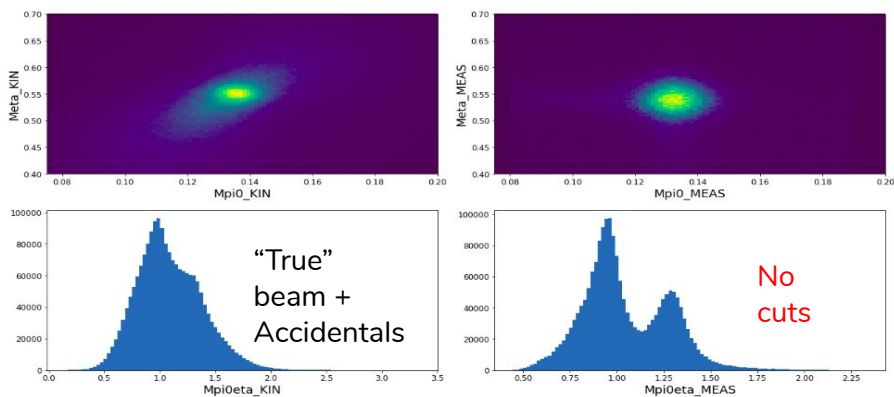 0.70
0.65
0.60
0.55
0.50
0.45
0.40
Meta_KIN
0.08 0.10 0.12 0.14 0.16 0.18 0.20
Mpi0_KIN
0.70
0.65
0.60
0.55
0.50
0.45
0.40
Meta_MEAS
0.08 0.10 0.12 0.14 0.16 0.18 0.20
Mpi0_MEAS
100000
80000
60000
40000
20000
0
“True”
beam +
Accidentals
0.0 0.5 1.0 1.5 2.0 2.5 3.0 3.5
Mpi0eta_KIN
100000
80000
60000
40000
20000
0
No
cuts
0.50 0.75 1.00 1.25 1.50 1.75 2.00 2.25
Mpi0eta_MEAS